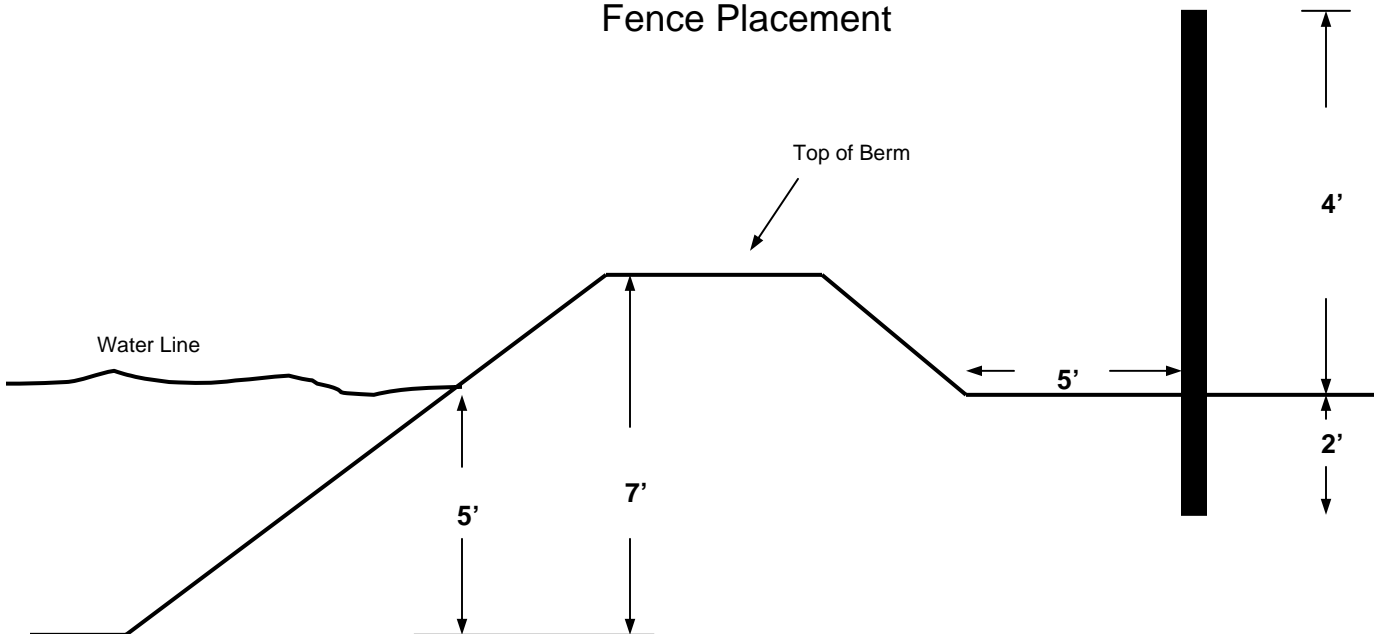 Fence Placement
Top of Berm
4’
Water Line
5’
2’
7’
5’